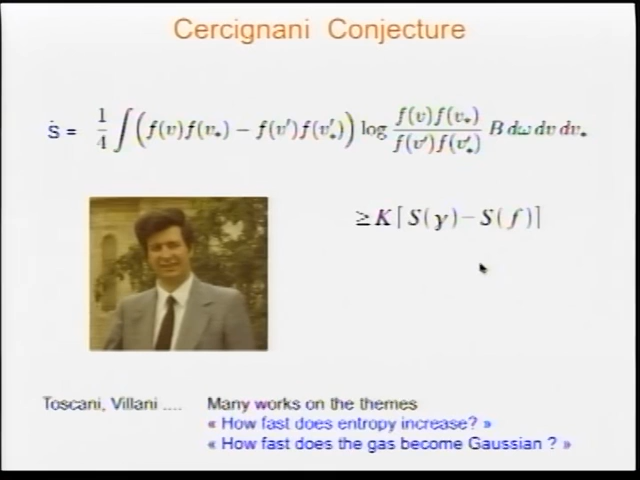 Cercignani Conjecture
Ṡ = 1/4 ∫ ( f(v)f(v*) − f(v′)f(v′*) ) log f(v)f(v*) / f(v′)f(v′*) B dω dv dv*
≥ K [ S(γ) − S(f) ]
Toscani, Villani .... Many works on the themes
« How fast does entropy increase? »
« How fast does the gas become Gaussian ? »